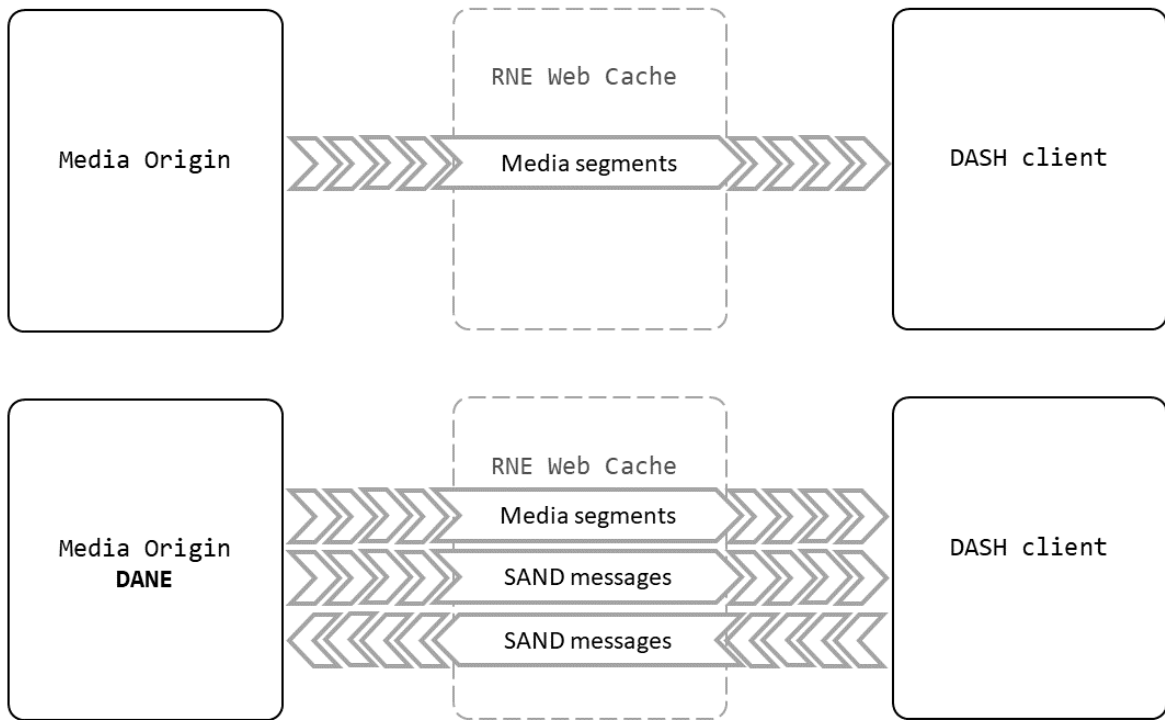 RNE Web Cache
Media Origin
Media segments
DASH client
RNE Web Cache
Media segments
Media Origin
DANE
SAND messages
DASH client
SAND messages